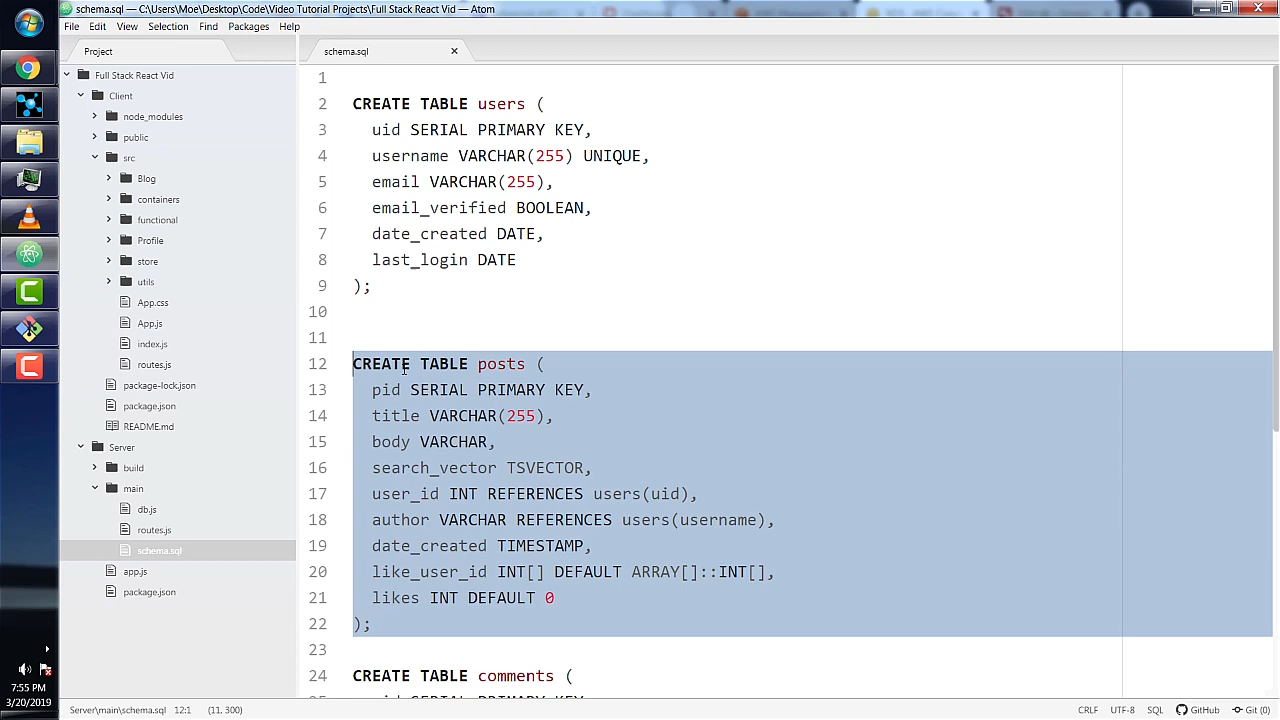 schema.sql — C:\Users\Moe\Desktop\Code\Video Tutorial Projects\Full Stack React Vid — Atom
File Edit View Selection Find Packages Help
Project
schema.sql
Full Stack React Vid
Client
node_modules
public
src
Blog
containers
functional
Profile
store
utils
App.css
App.js
index.js
routes.js
package-lock.json
package.json
README.md
Server
build
main
db.js
routes.js
schema.sql
app.js
package.json
1
2 CREATE TABLE users (
3 uid SERIAL PRIMARY KEY,
4 username VARCHAR(255) UNIQUE,
5 email VARCHAR(255),
6 email_verified BOOLEAN,
7 date_created DATE,
8 last_login DATE
9 );
10
11
12 CREATE TABLE posts (
13 pid SERIAL PRIMARY KEY,
14 title VARCHAR(255),
15 body VARCHAR,
16 search_vector TSVECTOR,
17 user_id INT REFERENCES users(uid),
18 author VARCHAR REFERENCES users(username),
19 date_created TIMESTAMP,
20 like_user_id INT[] DEFAULT ARRAY[]::INT[],
21 likes INT DEFAULT 0
22 );
23
24 CREATE TABLE comments (
7:55 PM
3/20/2019
Server\main\schema.sql 12:1 (11, 300)
CRLF UTF-8 SQL GitHub Git (0)